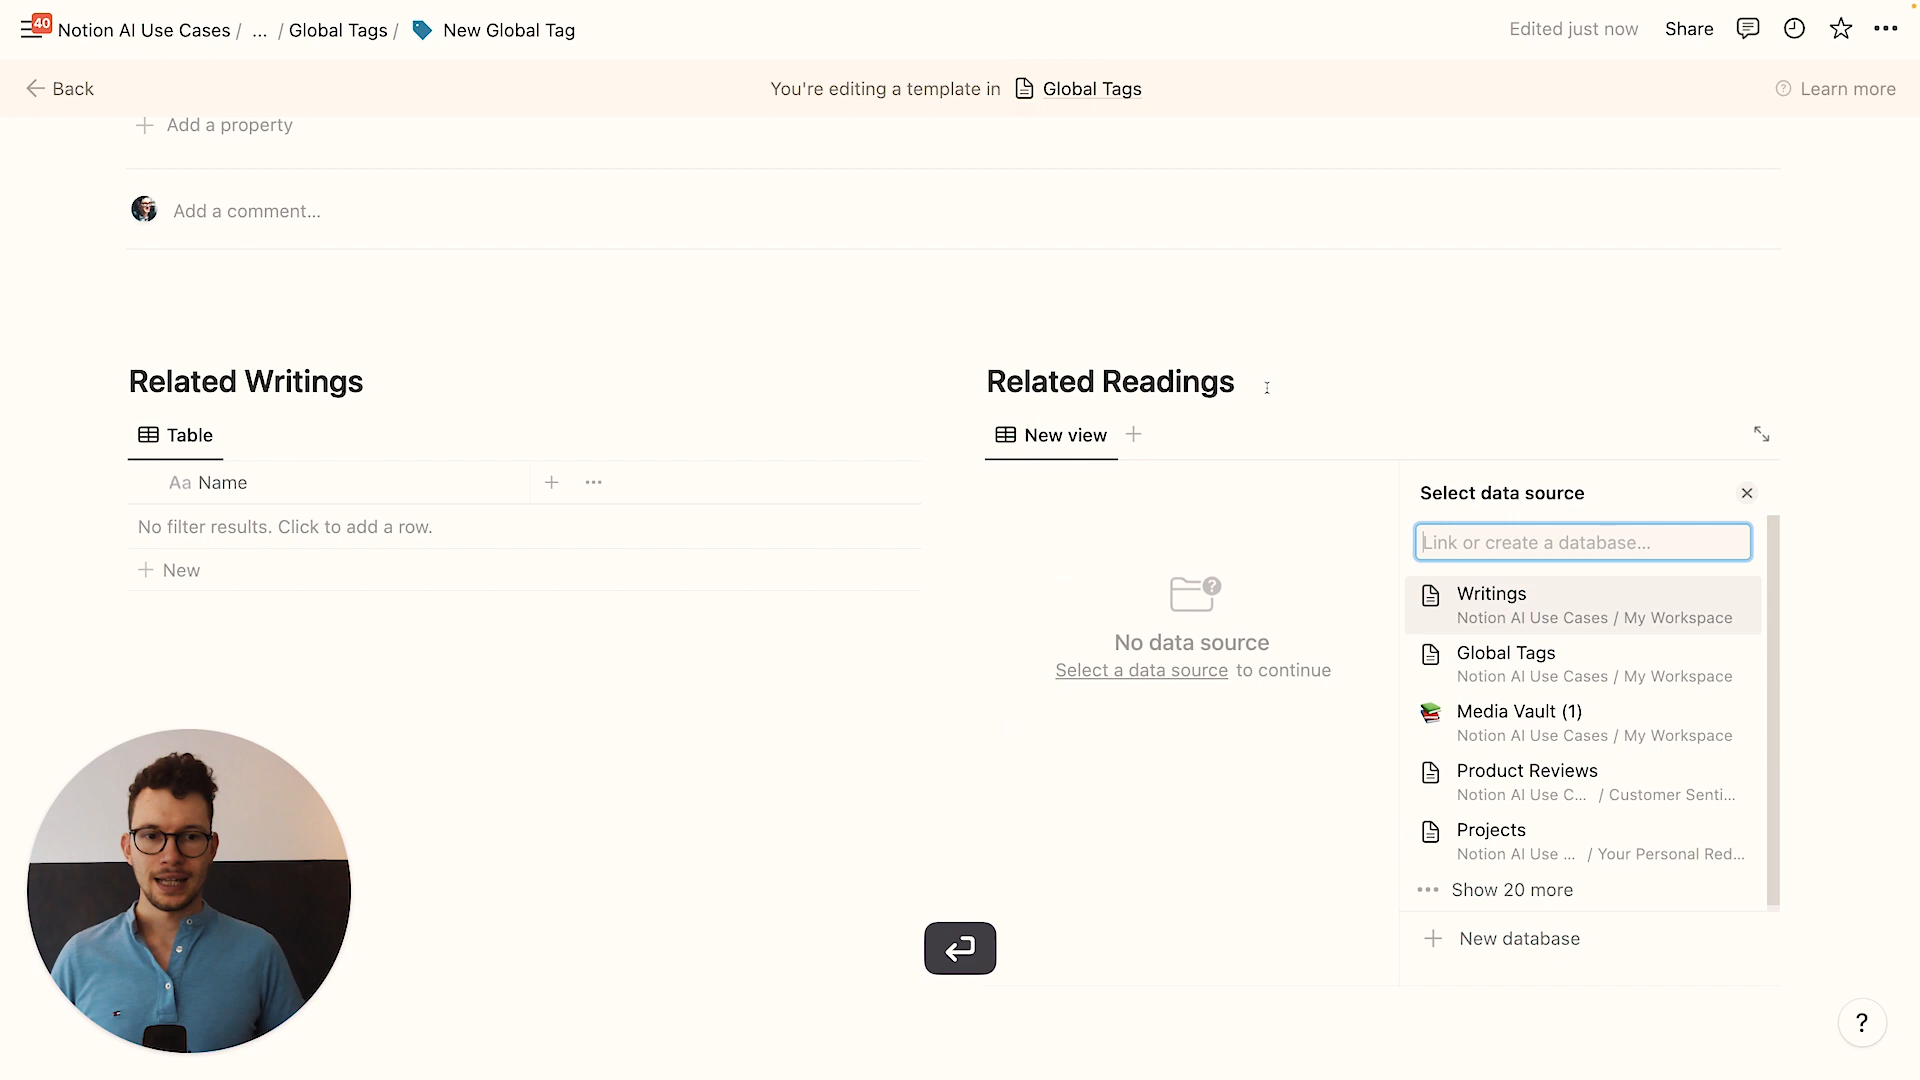 40
Notion AI Use Cases / ... / Global Tags / New Global Tag
Edited just now
Share
Back
You're editing a template in Global Tags
Learn more
Add a property
Add a comment...
Related Writings
Table
Aa Name
No filter results. Click to add a row.
New
Related Readings
New view
No data source
Select a data source to continue
Select data source
Link or create a database...
Writings
Notion AI Use Cases / My Workspace
Global Tags
Notion AI Use Cases / My Workspace
Media Vault (1)
Notion AI Use Cases / My Workspace
Product Reviews
Notion AI Use C... / Customer Senti...
Projects
Notion AI Use ... / Your Personal Red...
Show 20 more
New database
?